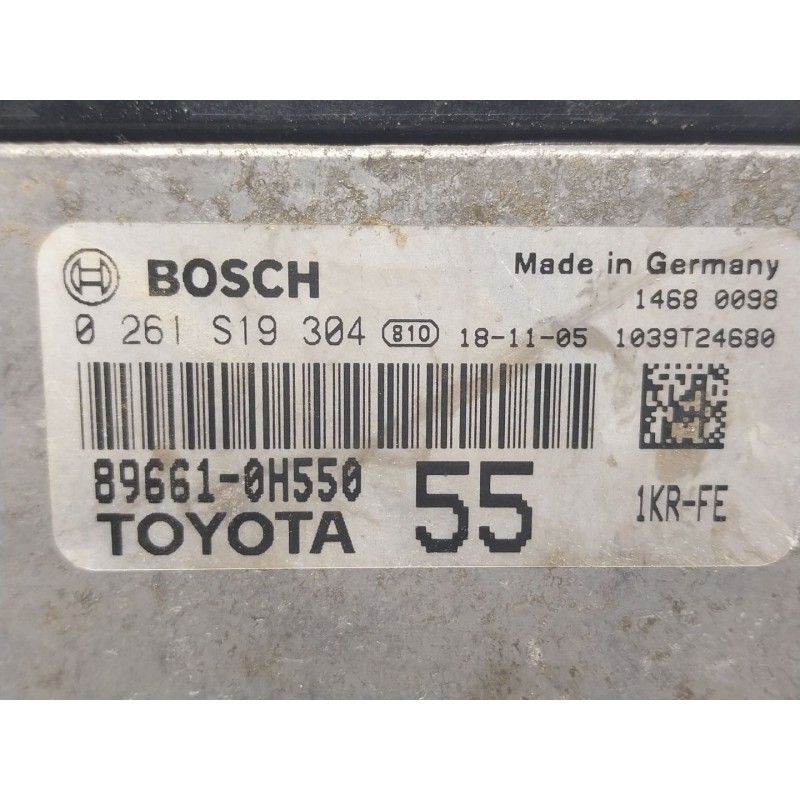 BOSCH Made in Germany
1468 0098
0 261 S19 304 810 18-11-05 1039T24680
89661-0H550 55 1KR-FE
TOYOTA